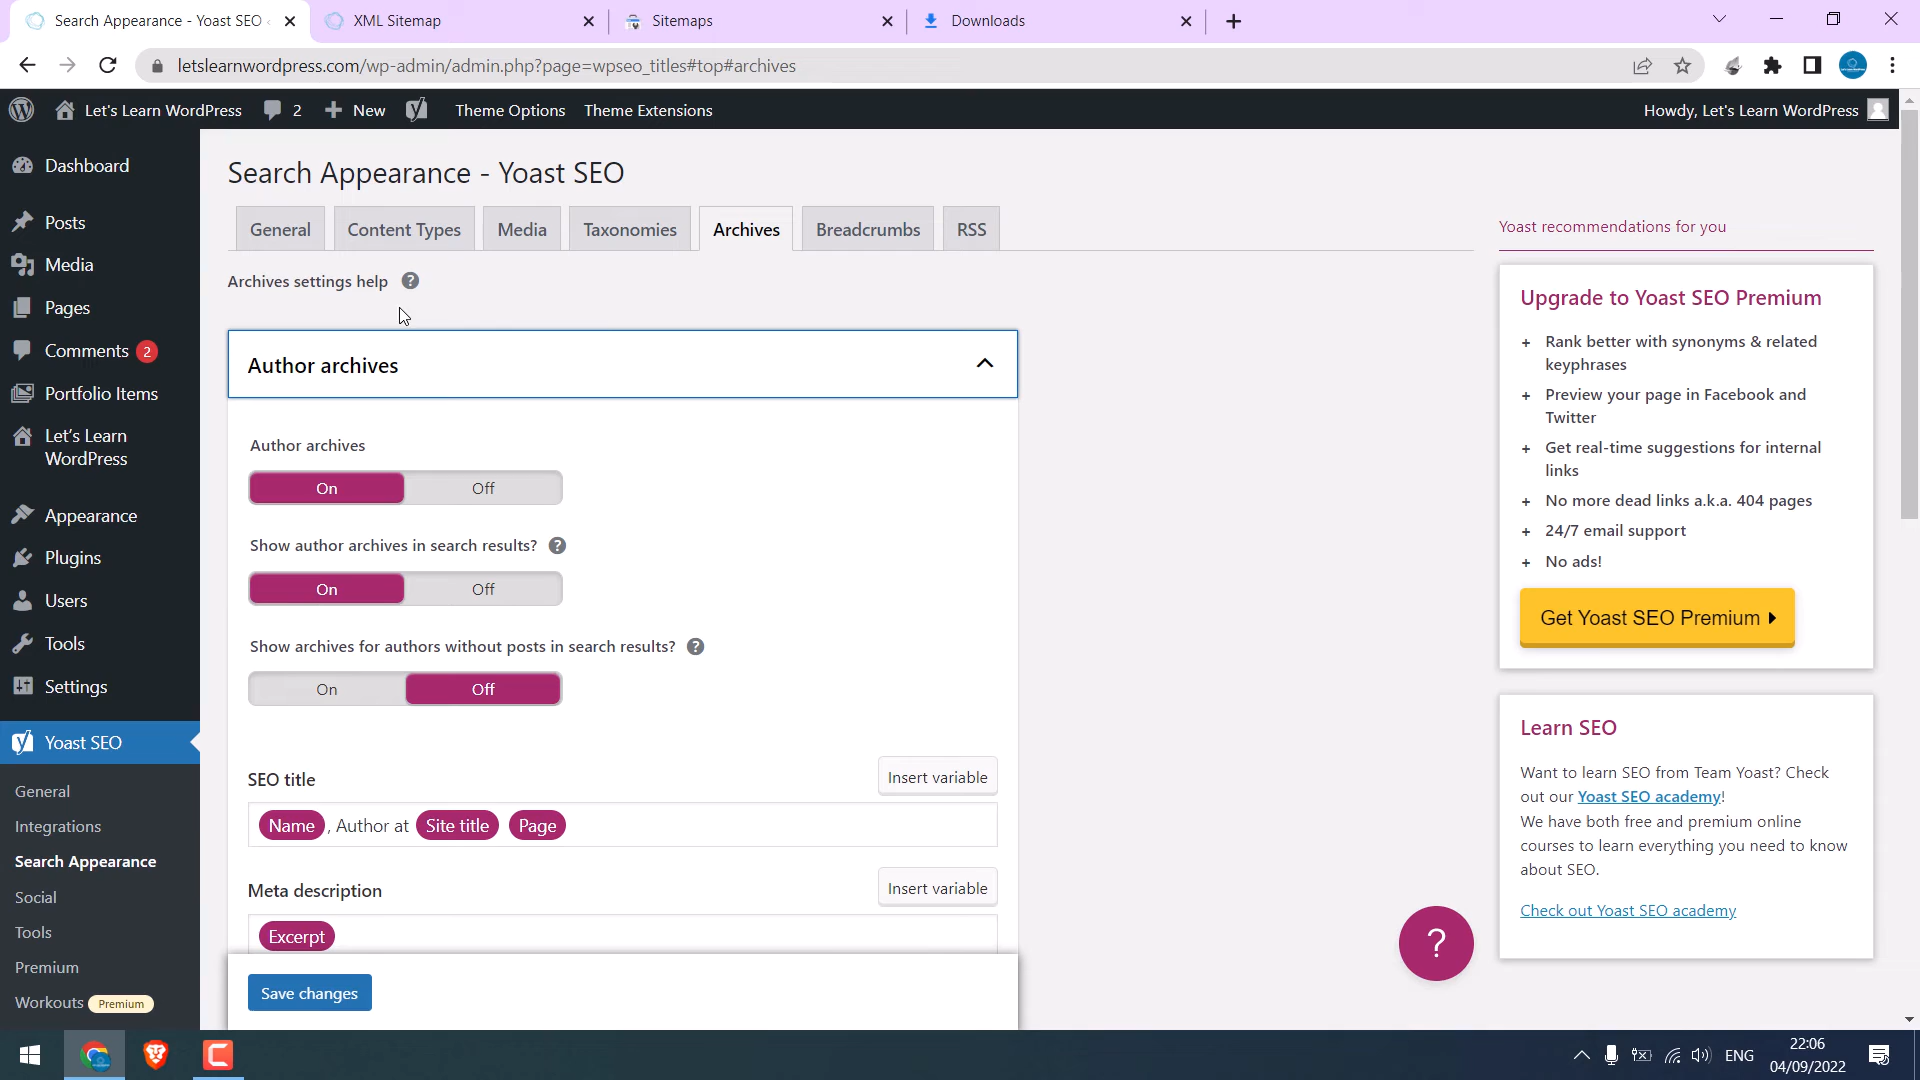 Search Appearance - Yoast SEO
XML Sitemap
Sitemaps
Downloads
letslearnwordpress.com/wp-admin/admin.php?page=wpseo_titles#top#archives
Let's Learn WordPress
2
New
Theme Options
Theme Extensions
Howdy, Let's Learn WordPress
Dashboard
Posts
Media
Pages
Comments 2
Portfolio Items
Let's Learn
WordPress
Appearance
Plugins
Users
Tools
Settings
Yoast SEO
General
Integrations
Search Appearance
Social
Tools
Premium
Workouts Premium
Search Appearance - Yoast SEO
General
Content Types
Media
Taxonomies
Archives
Breadcrumbs
RSS
Archives settings help ?
Author archives
Author archives
On Off
Show author archives in search results? ?
On Off
Show archives for authors without posts in search results? ?
On Off
SEO title
Insert variable
Name , Author at Site title Page
Meta description
Insert variable
Excerpt
Save changes
Yoast recommendations for you
Upgrade to Yoast SEO Premium
+ Rank better with synonyms & related
keyphrases
+ Preview your page in Facebook and
Twitter
+ Get real-time suggestions for internal
links
+ No more dead links a.k.a. 404 pages
+ 24/7 email support
+ No ads!
Get Yoast SEO Premium
Learn SEO
Want to learn SEO from Team Yoast? Check
out our Yoast SEO academy!
We have both free and premium online
courses to learn everything you need to know
about SEO.
Check out Yoast SEO academy
?
ENG
22:06
04/09/2022